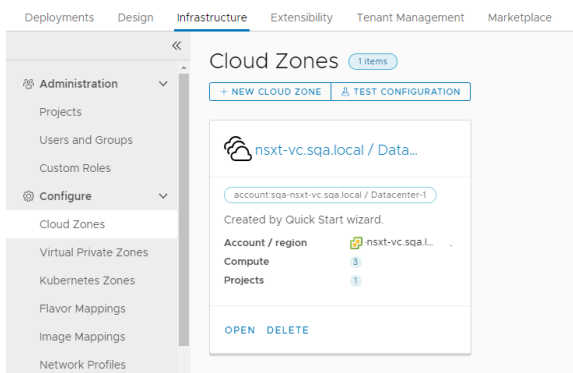 Deployments Design Infrastructure Extensibility Tenant Management Marketplace
Administration
Projects
Users and Groups
Custom Roles
Configure
Cloud Zones
Virtual Private Zones
Kubernetes Zones
Flavor Mappings
Image Mappings
Network Profiles
Cloud Zones 1 items
+ NEW CLOUD ZONE TEST CONFIGURATION
nsxt-vc.sqa.local / Data...
account:sqa-nsxt-vc.sqa.local / Datacenter-1
Created by Quick Start wizard.
Account / region nsxt-vc.sqa.l...
Compute 3
Projects 1
OPEN DELETE